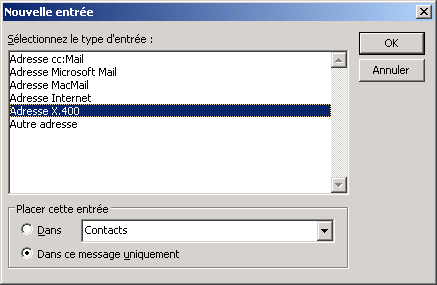 Nouvelle entrée
Sélectionnez le type d'entrée :
OK
Annuler
Adresse cc:Mail
Adresse Microsoft Mail
Adresse MacMail
Adresse Internet
Adresse X.400
Autre adresse
Placer cette entrée
Dans Contacts
Dans ce message uniquement